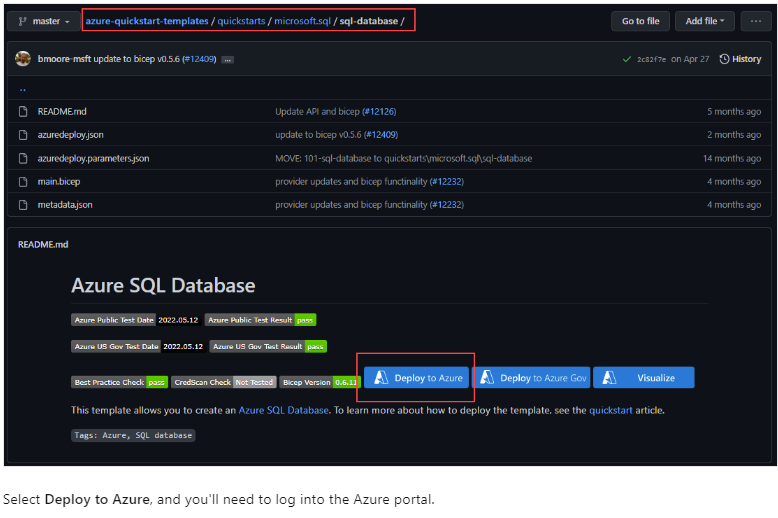 master azure-quickstart-templates / quickstarts / microsoft.sql / sql-database / Go to file Add file ...
bmoore-msft update to bicep v0.5.6 (#12409) ... 2c82f7e on Apr 27 History
..
README.md Update API and bicep (#12126) 5 months ago
azuredeploy.json update to bicep v0.5.6 (#12409) 2 months ago
azuredeploy.parameters.json MOVE: 101-sql-database to quickstarts\microsoft.sql\sql-database 14 months ago
main.bicep provider updates and bicep functinality (#12232) 4 months ago
metadata.json provider updates and bicep functinality (#12232) 4 months ago
README.md
Azure SQL Database
Azure Public Test Date 2022.05.12 Azure Public Test Result pass
Azure US Gov Test Date 2022.05.12 Azure US Gov Test Result pass
Best Practice Check pass CredScan Check Not Tested Bicep Version 0.6.11 Deploy to Azure Deploy to Azure Gov Visualize
This template allows you to create an Azure SQL Database. To learn more about how to deploy the template, see the quickstart article.
Tags: Azure, SQL database
Select Deploy to Azure, and you'll need to log into the Azure portal.